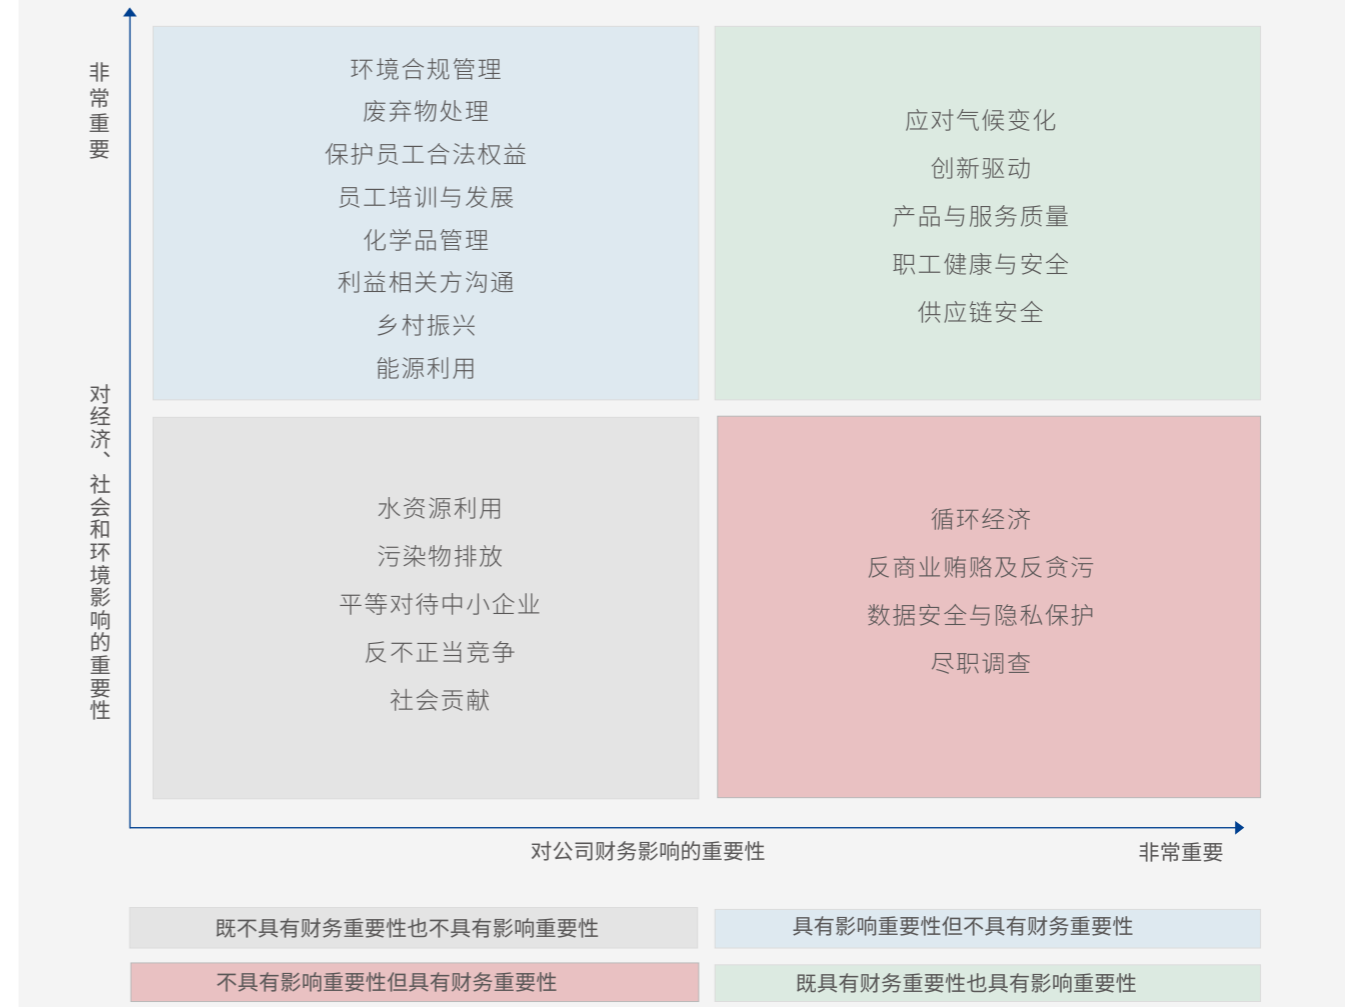 非常重要
对经济、社会和环境影响的重要性
环境合规管理
废弃物处理
保护员工合法权益
员工培训与发展
化学品管理
利益相关方沟通
乡村振兴
能源利用
应对气候变化
创新驱动
产品与服务质量
职工健康与安全
供应链安全
水资源利用
污染物排放
平等对待中小企业
反不正当竞争
社会贡献
循环经济
反商业贿赂及反贪污
数据安全与隐私保护
尽职调查
对公司财务影响的重要性
非常重要
既不具有财务重要性也不具有影响重要性
具有影响重要性但不具有财务重要性
不具有影响重要性但具有财务重要性
既具有财务重要性也具有影响重要性